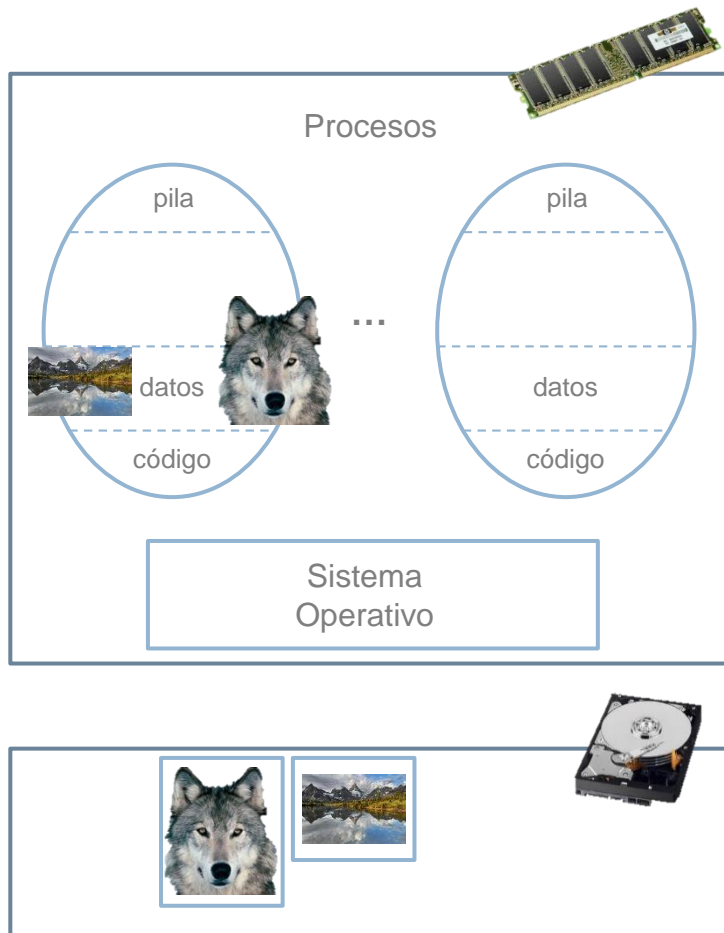 Procesos
pila
pila
...
datos
datos
código
código
Sistema
Operativo